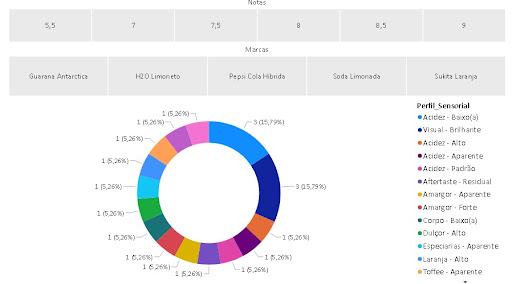 Notas
5,5 7 7,5 8 8,5 9
Marcas
Guarana Antarctica H2O Limoneto Pepsi Cola Hibrida Soda Limonada Sukita Laranja
Perfil_Sensorial
Acidez - Baixo(a)
Visual - Brilhante
Acidez - Alto
Acidez - Aparente
Acidez - Padrão
Aftertaste - Residual
Amargor - Aparente
Amargor - Forte
Corpo - Baixo(a)
Dulçor - Alto
Especiarias - Aparente
Laranja - Alto
Toffee - Aparente
3 (15,79%)
3 (15,79%)
1 (5,26%)
1 (5,26%)
1 (5,26%)
1 (5,26%)
1 (5,26%)
1 (5,26%)
1 (5,26%)
1 (5,26%)
1 (5,26%)
1 (5,26%)
1 (5,26%)
1 (5,26%)
1 (5,26%)